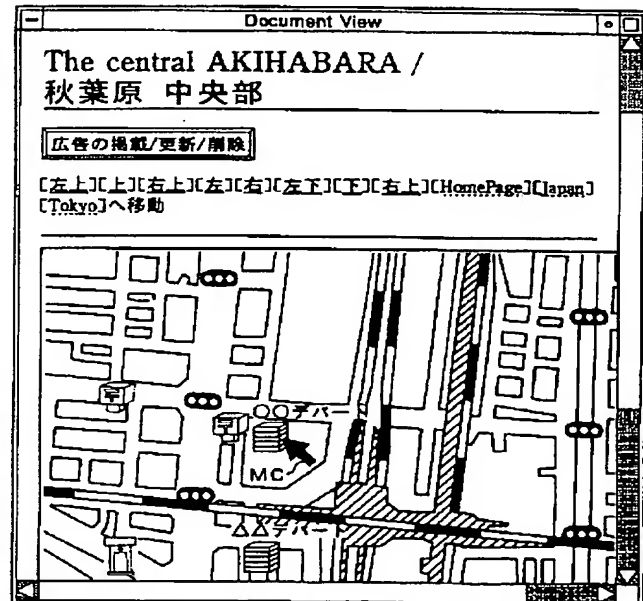 Document View
The central AKIHABARA /
秋葉原 中央部
広告の掲載/更新/削除
[左上][上][右上][左][右][左下][下][右上][HomePage][Japan]
[Tokyo]へ移動
〒
〇〇デパー
〒
MC
△△デパート